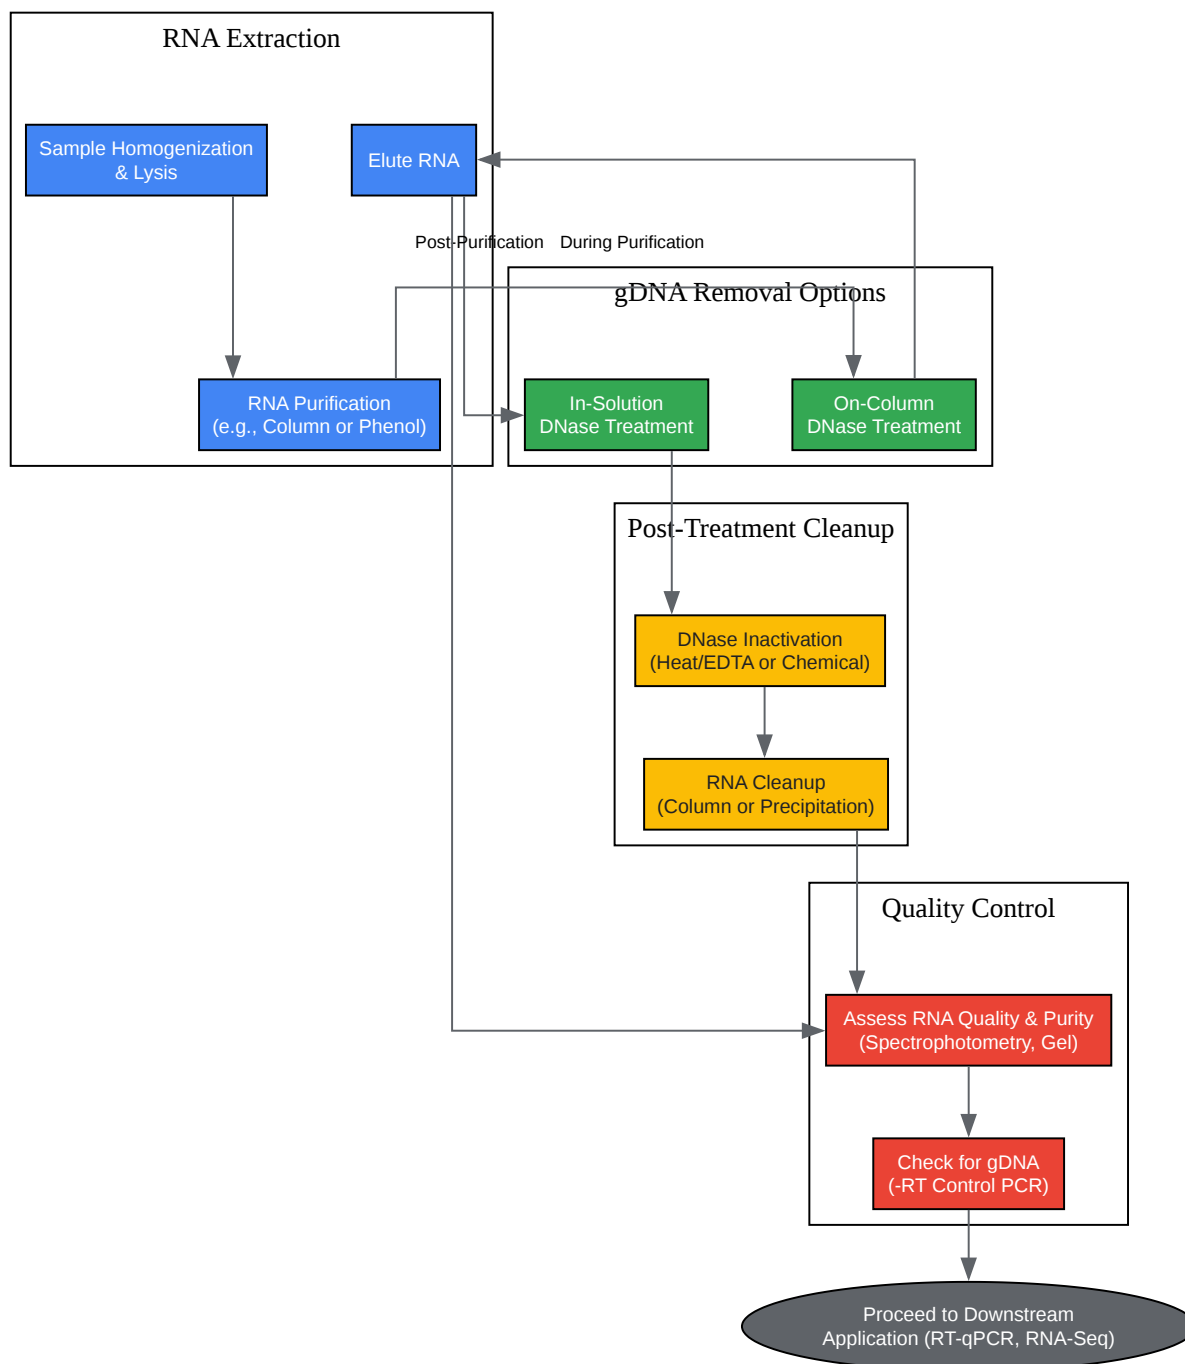 RNA Extraction
Sample Homogenization
& Lysis
Elute RNA
Post-Purification
During Purification
gDNA Removal Options
RNA Purification
(e.g., Column or Phenol)
In-Solution
DNase Treatment
On-Column
DNase Treatment
Post-Treatment Cleanup
DNase Inactivation
(Heat/EDTA or Chemical)
RNA Cleanup
(Column or Precipitation)
Quality Control
Assess RNA Quality & Purity
(Spectrophotometry, Gel)
Check for gDNA
(-RT Control PCR)
Proceed to Downstream
Application (RT-qPCR, RNA-Seq)